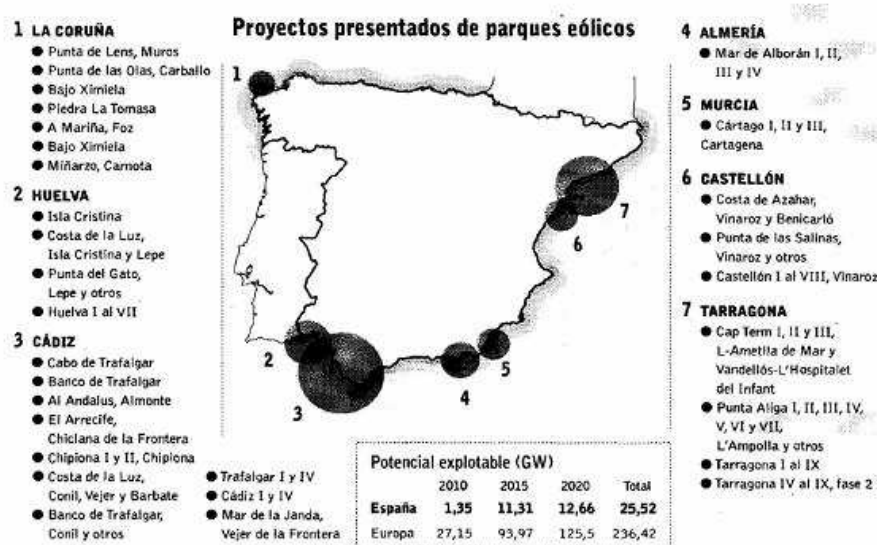 Proyectos presentados de parques eólicos
1 LA CORUÑA
● Punta de Lens, Muros
● Punta de las Olas, Carballo
● Bajo Ximiela
● Piedra La Tomasa
● A Mariña, Foz
● Bajo Ximiela
● Miñarzo, Carnota
2 HUELVA
● Isla Cristina
● Costa de la Luz,
Isla Cristina y Lepe
● Punta del Gato,
Lepe y otros
● Huelva I al VII
3 CÁDIZ
● Cabo de Trafalgar
● Banco de Trafalgar
● Al Andalus, Almonte
● El Arrecife,
Chiclana de la Frontera
● Chipiona I y II, Chipiona
● Costa de la Luz,
Conil, Vejer y Barbate
● Banco de Trafalgar,
Conil y otros
● Trafalgar I y IV
● Cádiz I y IV
● Mar de la Janda,
Vejer de la Frontera
1
2
3
4
5
6
7
4 ALMERÍA
● Mar de Alborán I, II,
III y IV
5 MURCIA
● Cártago I, II y III,
Cartagena
6 CASTELLÓN
● Costa de Azahar,
Vinaroz y Benicarló
● Punta de las Salinas,
Vinaroz y otros
● Castellón I al VIII, Vinaroz
7 TARRAGONA
● Cap Term I, II y III,
L-Ametlla de Mar y
Vandellós-L'Hospitalet
del Infant
● Punta Aliga I, II, III, IV,
V, VI y VII,
L'Ampolla y otros
● Tarragona I al IX
● Tarragona IV al IX, fase 2
Potencial explotable (GW)
2010 2015 2020 Total
España 1,35 11,31 12,66 25,52
Europa 27,15 93,97 125,5 236,42